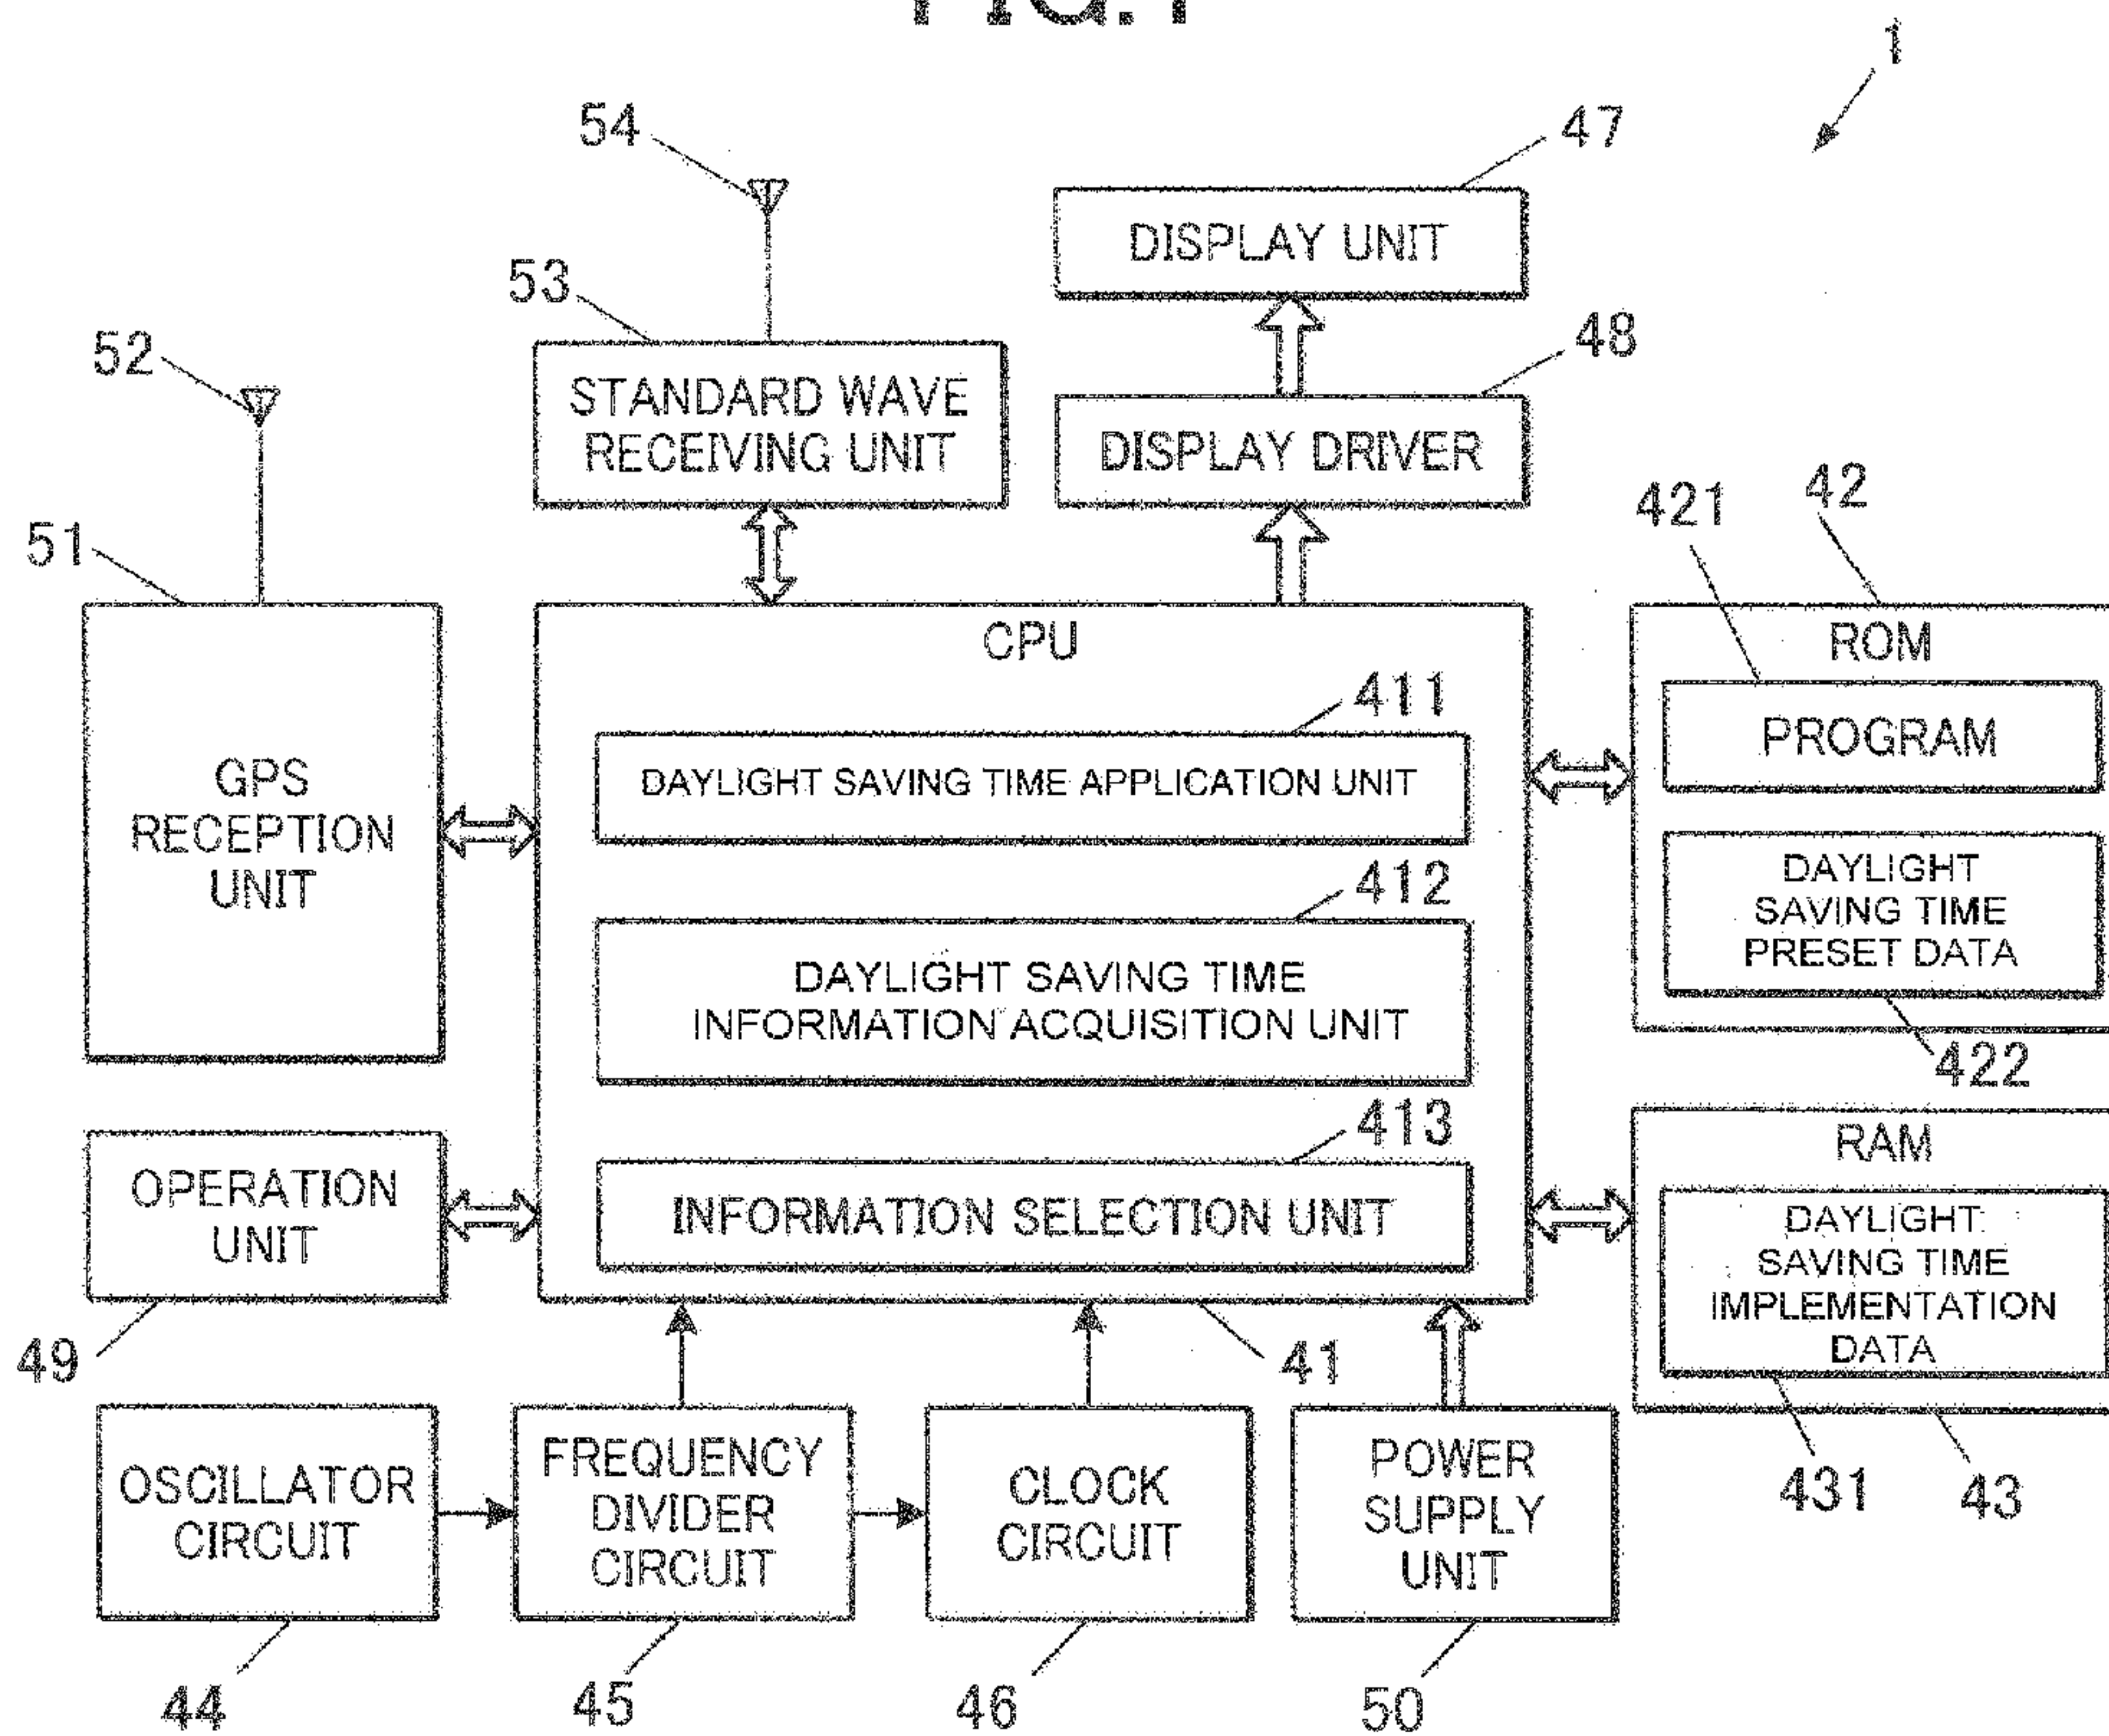 FIG.1
1
54
47
DISPLAY UNIT
53
52
48
STANDARD WAVE
RECEIVING UNIT
DISPLAY DRIVER
42
421
51
CPU
ROM
411
PROGRAM
GPS
RECEPTION
UNIT
DAYLIGHT SAVING TIME APPLICATION UNIT
412
DAYLIGHT
SAVING TIME
PRESET DATA
DAYLIGHT SAVING TIME
INFORMATION ACQUISITION UNIT
422
413
RAM
OPERATION
UNIT
INFORMATION SELECTION UNIT
DAYLIGHT
SAVING TIME
IMPLEMENTATION
DATA
49
41
OSCILLATOR
CIRCUIT
FREQUENCY
DIVIDER
CIRCUIT
CLOCK
CIRCUIT
POWER
SUPPLY
UNIT
431
43
44
45
46
50